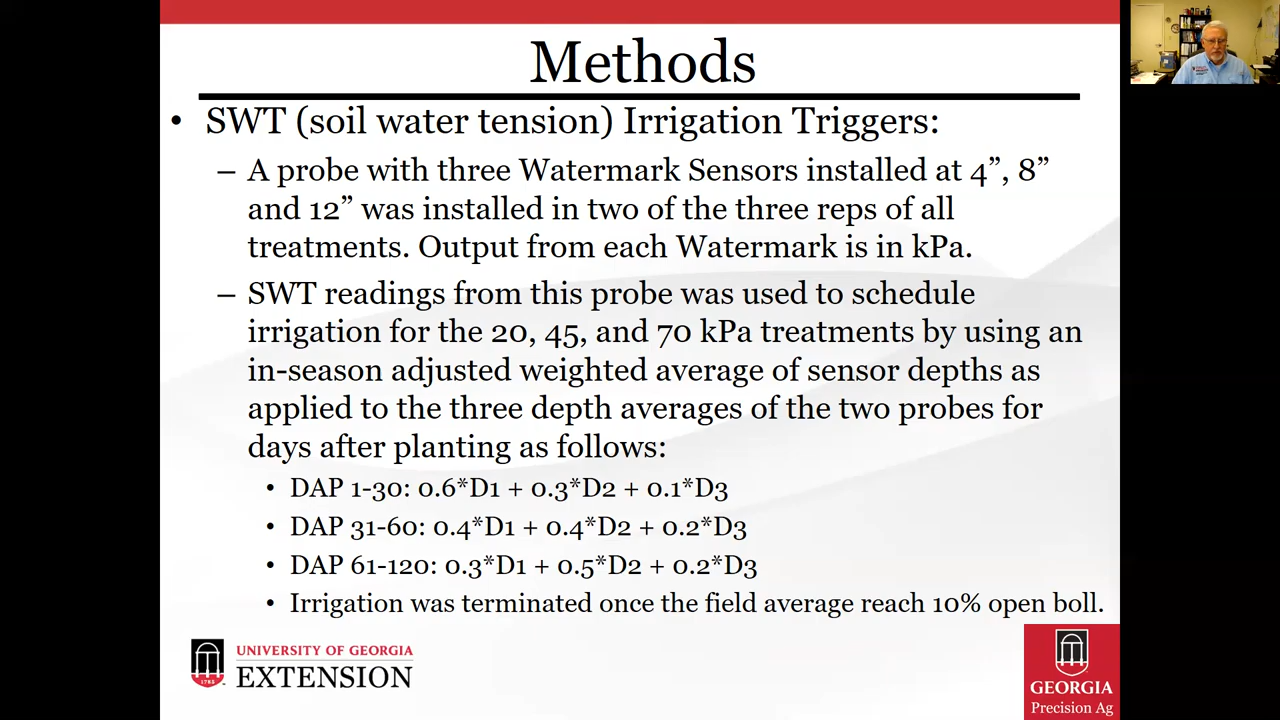 Methods
• SWT (soil water tension) Irrigation Triggers:
– A probe with three Watermark Sensors installed at 4”, 8”
and 12” was installed in two of the three reps of all
treatments. Output from each Watermark is in kPa.
– SWT readings from this probe was used to schedule
irrigation for the 20, 45, and 70 kPa treatments by using an
in-season adjusted weighted average of sensor depths as
applied to the three depth averages of the two probes for
days after planting as follows:
• DAP 1-30: 0.6*D1 + 0.3*D2 + 0.1*D3
• DAP 31-60: 0.4*D1 + 0.4*D2 + 0.2*D3
• DAP 61-120: 0.3*D1 + 0.5*D2 + 0.2*D3
• Irrigation was terminated once the field average reach 10% open boll.
1785
UNIVERSITY OF GEORGIA
EXTENSION
GEORGIA
Precision Ag